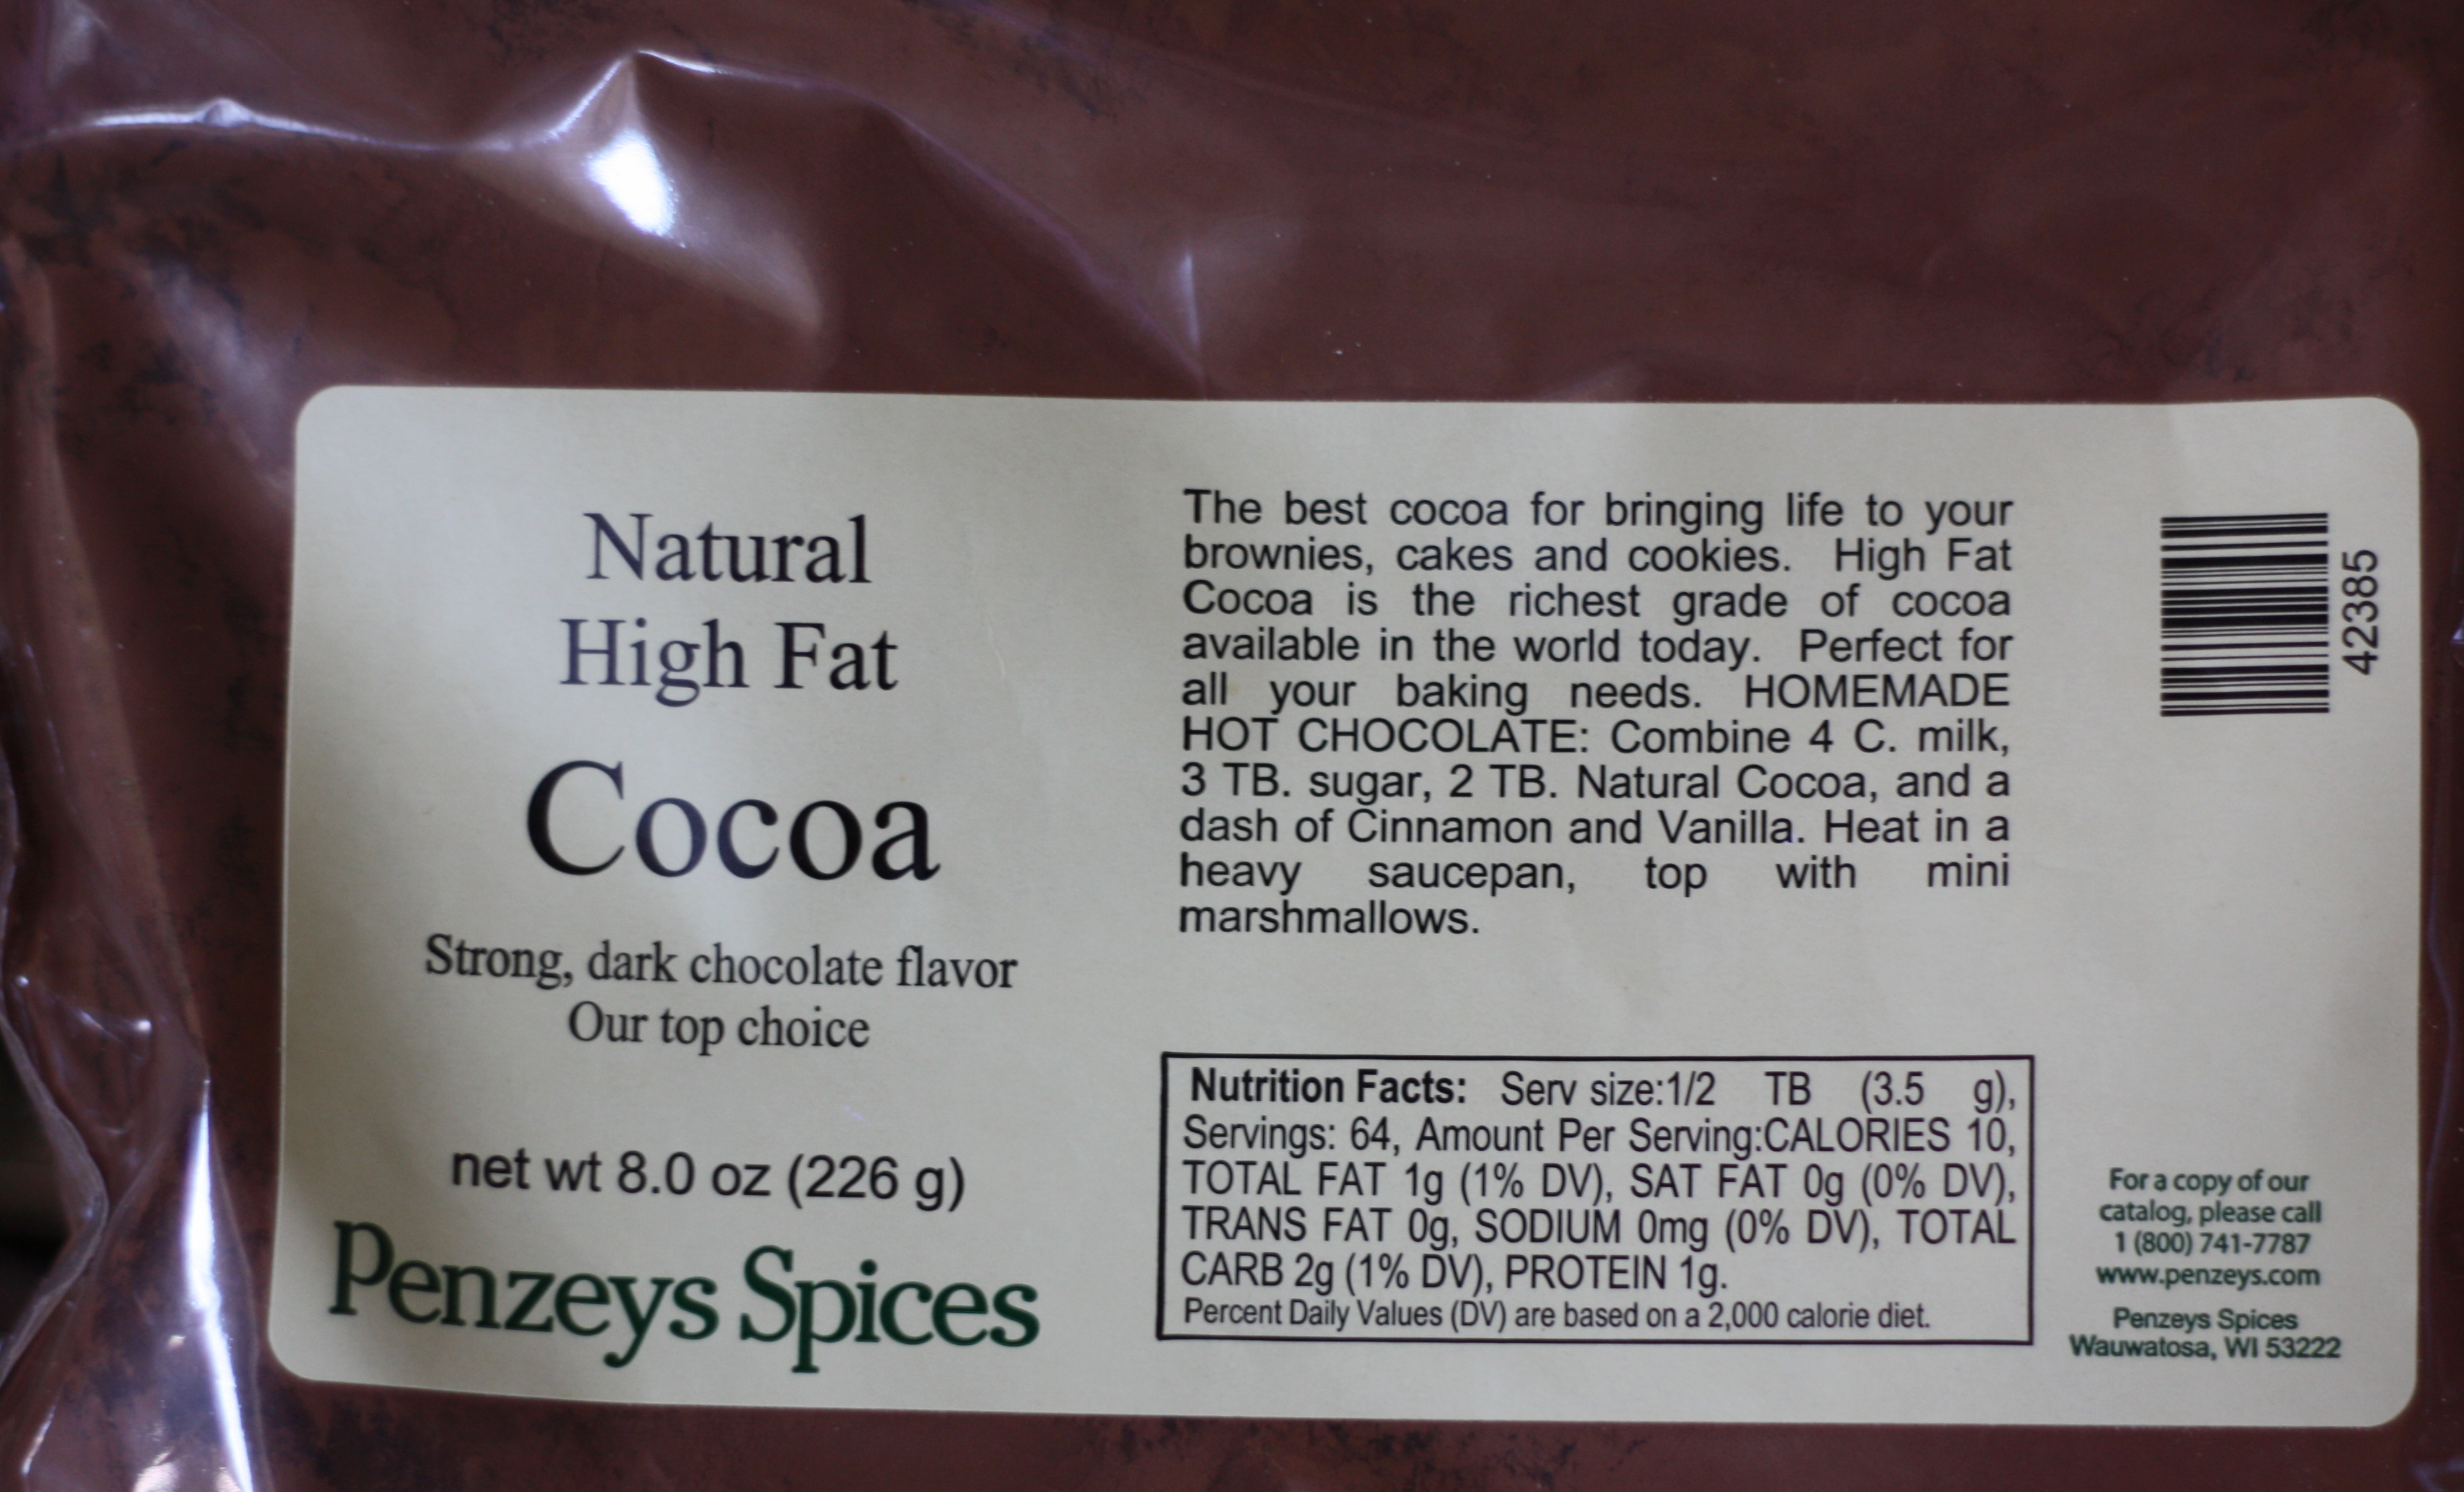 Natural
High Fat
Cocoa
Strong, dark chocolate flavor
Our top choice
net wt 8.0 oz (226 g)
Penzeys Spices
The best cocoa for bringing life to your
brownies, cakes and cookies. High Fat
Cocoa is the richest grade of cocoa
available in the world today. Perfect for
all your baking needs. HOMEMADE
HOT CHOCOLATE: Combine 4 C. milk,
3 TB. sugar, 2 TB. Natural Cocoa, and a
dash of Cinnamon and Vanilla. Heat in a
heavy saucepan, top with mini
marshmallows.
Nutrition Facts: Serv size:1/2 TB (3.5 g),
Servings: 64, Amount Per Serving:CALORIES 10,
TOTAL FAT 1g (1% DV), SAT FAT 0g (0% DV),
TRANS FAT 0g, SODIUM 0mg (0% DV), TOTAL
CARB 2g (1% DV), PROTEIN 1g.
Percent Daily Values (DV) are based on a 2,000 calorie diet.
42385
For a copy of our
catalog, please call
1 (800) 741-7787
www.penzeys.com
Penzeys Spices
Wauwatosa, WI 53222